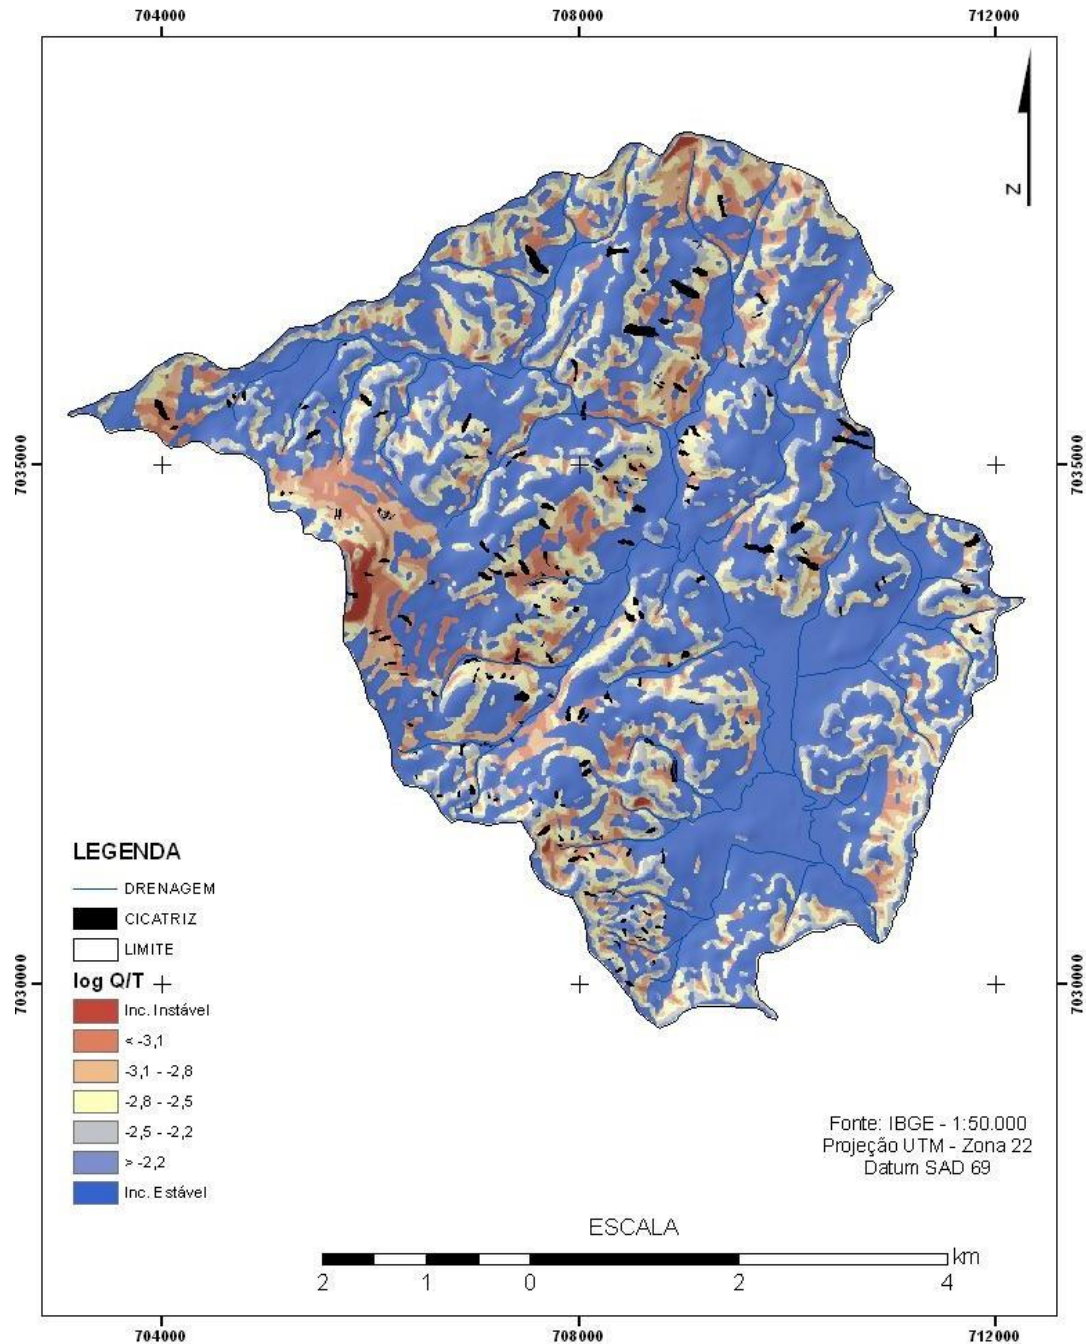 704000 708000 712000
N
7035000 7035000
LEGENDA
DRENAGEM
CICATRIZ
LIMITE
log Q/T
7030000 7030000
Inc. Instável
< -3,1
-3,1 - -2,8
-2,8 - -2,5
-2,5 - -2,2
> -2,2
Inc. Estável
Fonte: IBGE - 1:50.000
Projeção UTM - Zona 22
Datum SAD 69
ESCALA
km
2 1 0 2 4
704000 708000 712000